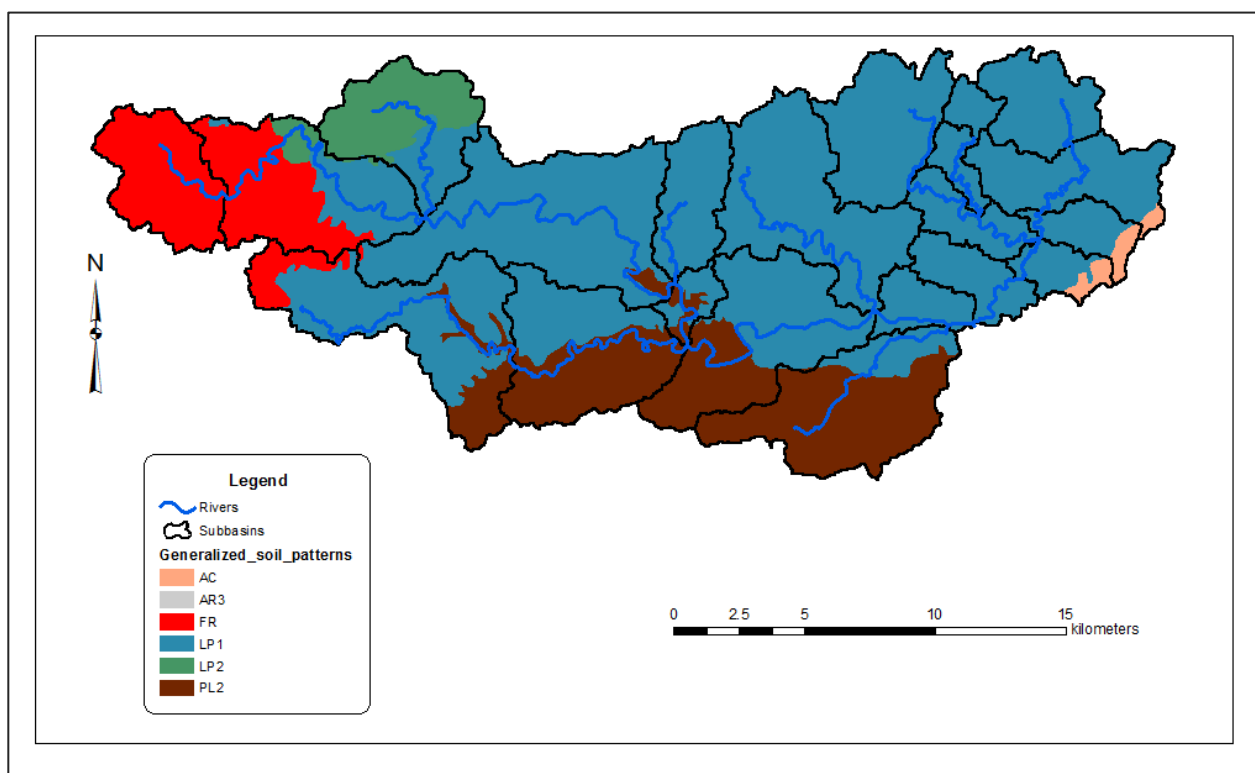 N
Legend
Rivers
Subbasins
Generalized_soil_patterns
AC
AR3
FR
LP1
LP2
PL2
0 2.5 5 10 15
kilometers